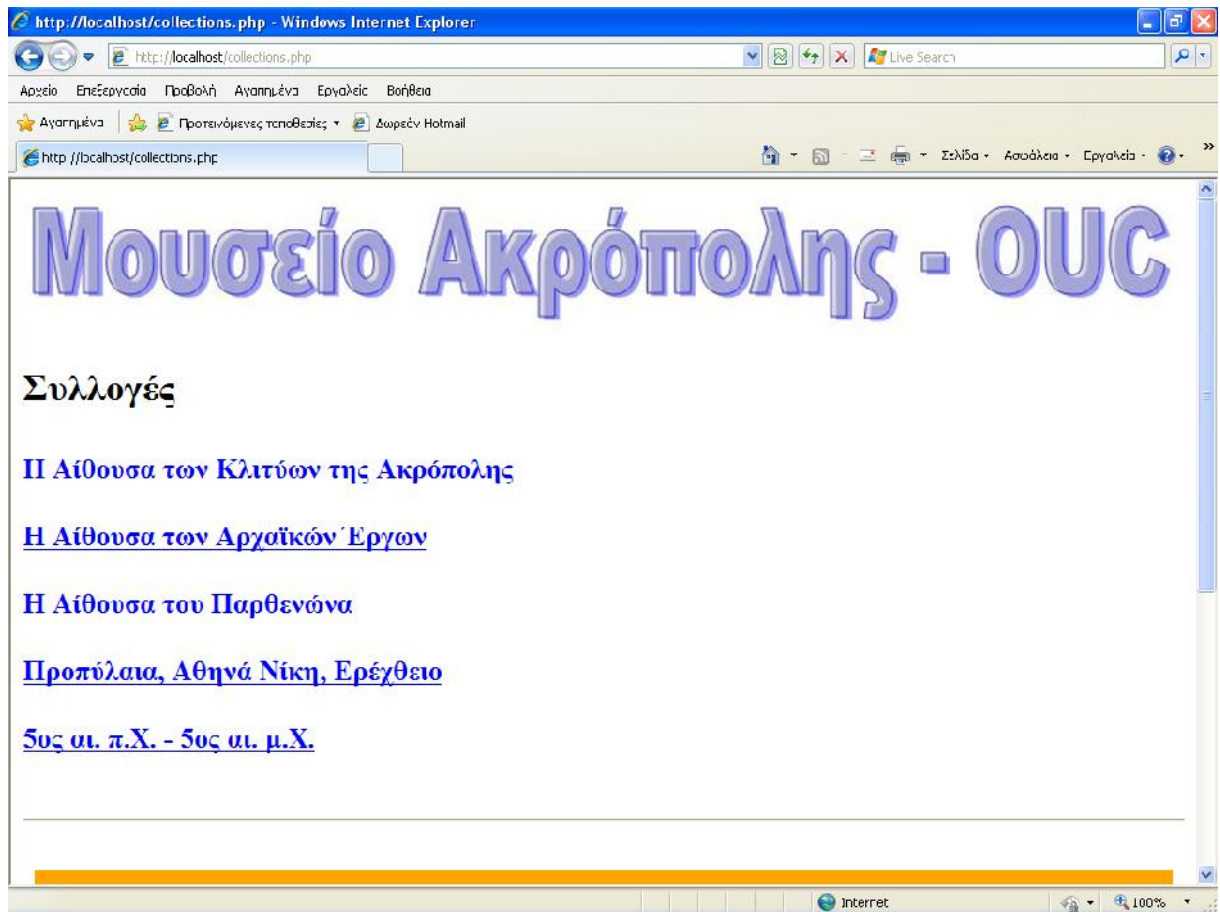 http://localhost/collections.php - Windows Internet Explorer
http://localhost/collections.php
Live Search
Αρχείο Επεξεργασία Προβολή Αγαπημένα Εργαλεία Βοήθεια
Αγαπημένα Προτεινόμενες τοποθεσίες Δωρεάν Hotmail
http://localhost/collections.php Σελίδα Ασφάλεια Εργαλεία »
Μουσείο Ακρόπολης - OUC
Συλλογές
Η Αίθουσα των Κλιτύων της Ακρόπολης
Η Αίθουσα των Αρχαϊκών Έργων
Η Αίθουσα του Παρθενώνα
Προπύλαια, Αθηνά Νίκη, Ερέχθειο
5ος αι. π.Χ. - 5ος αι. μ.Χ.
Internet 100%